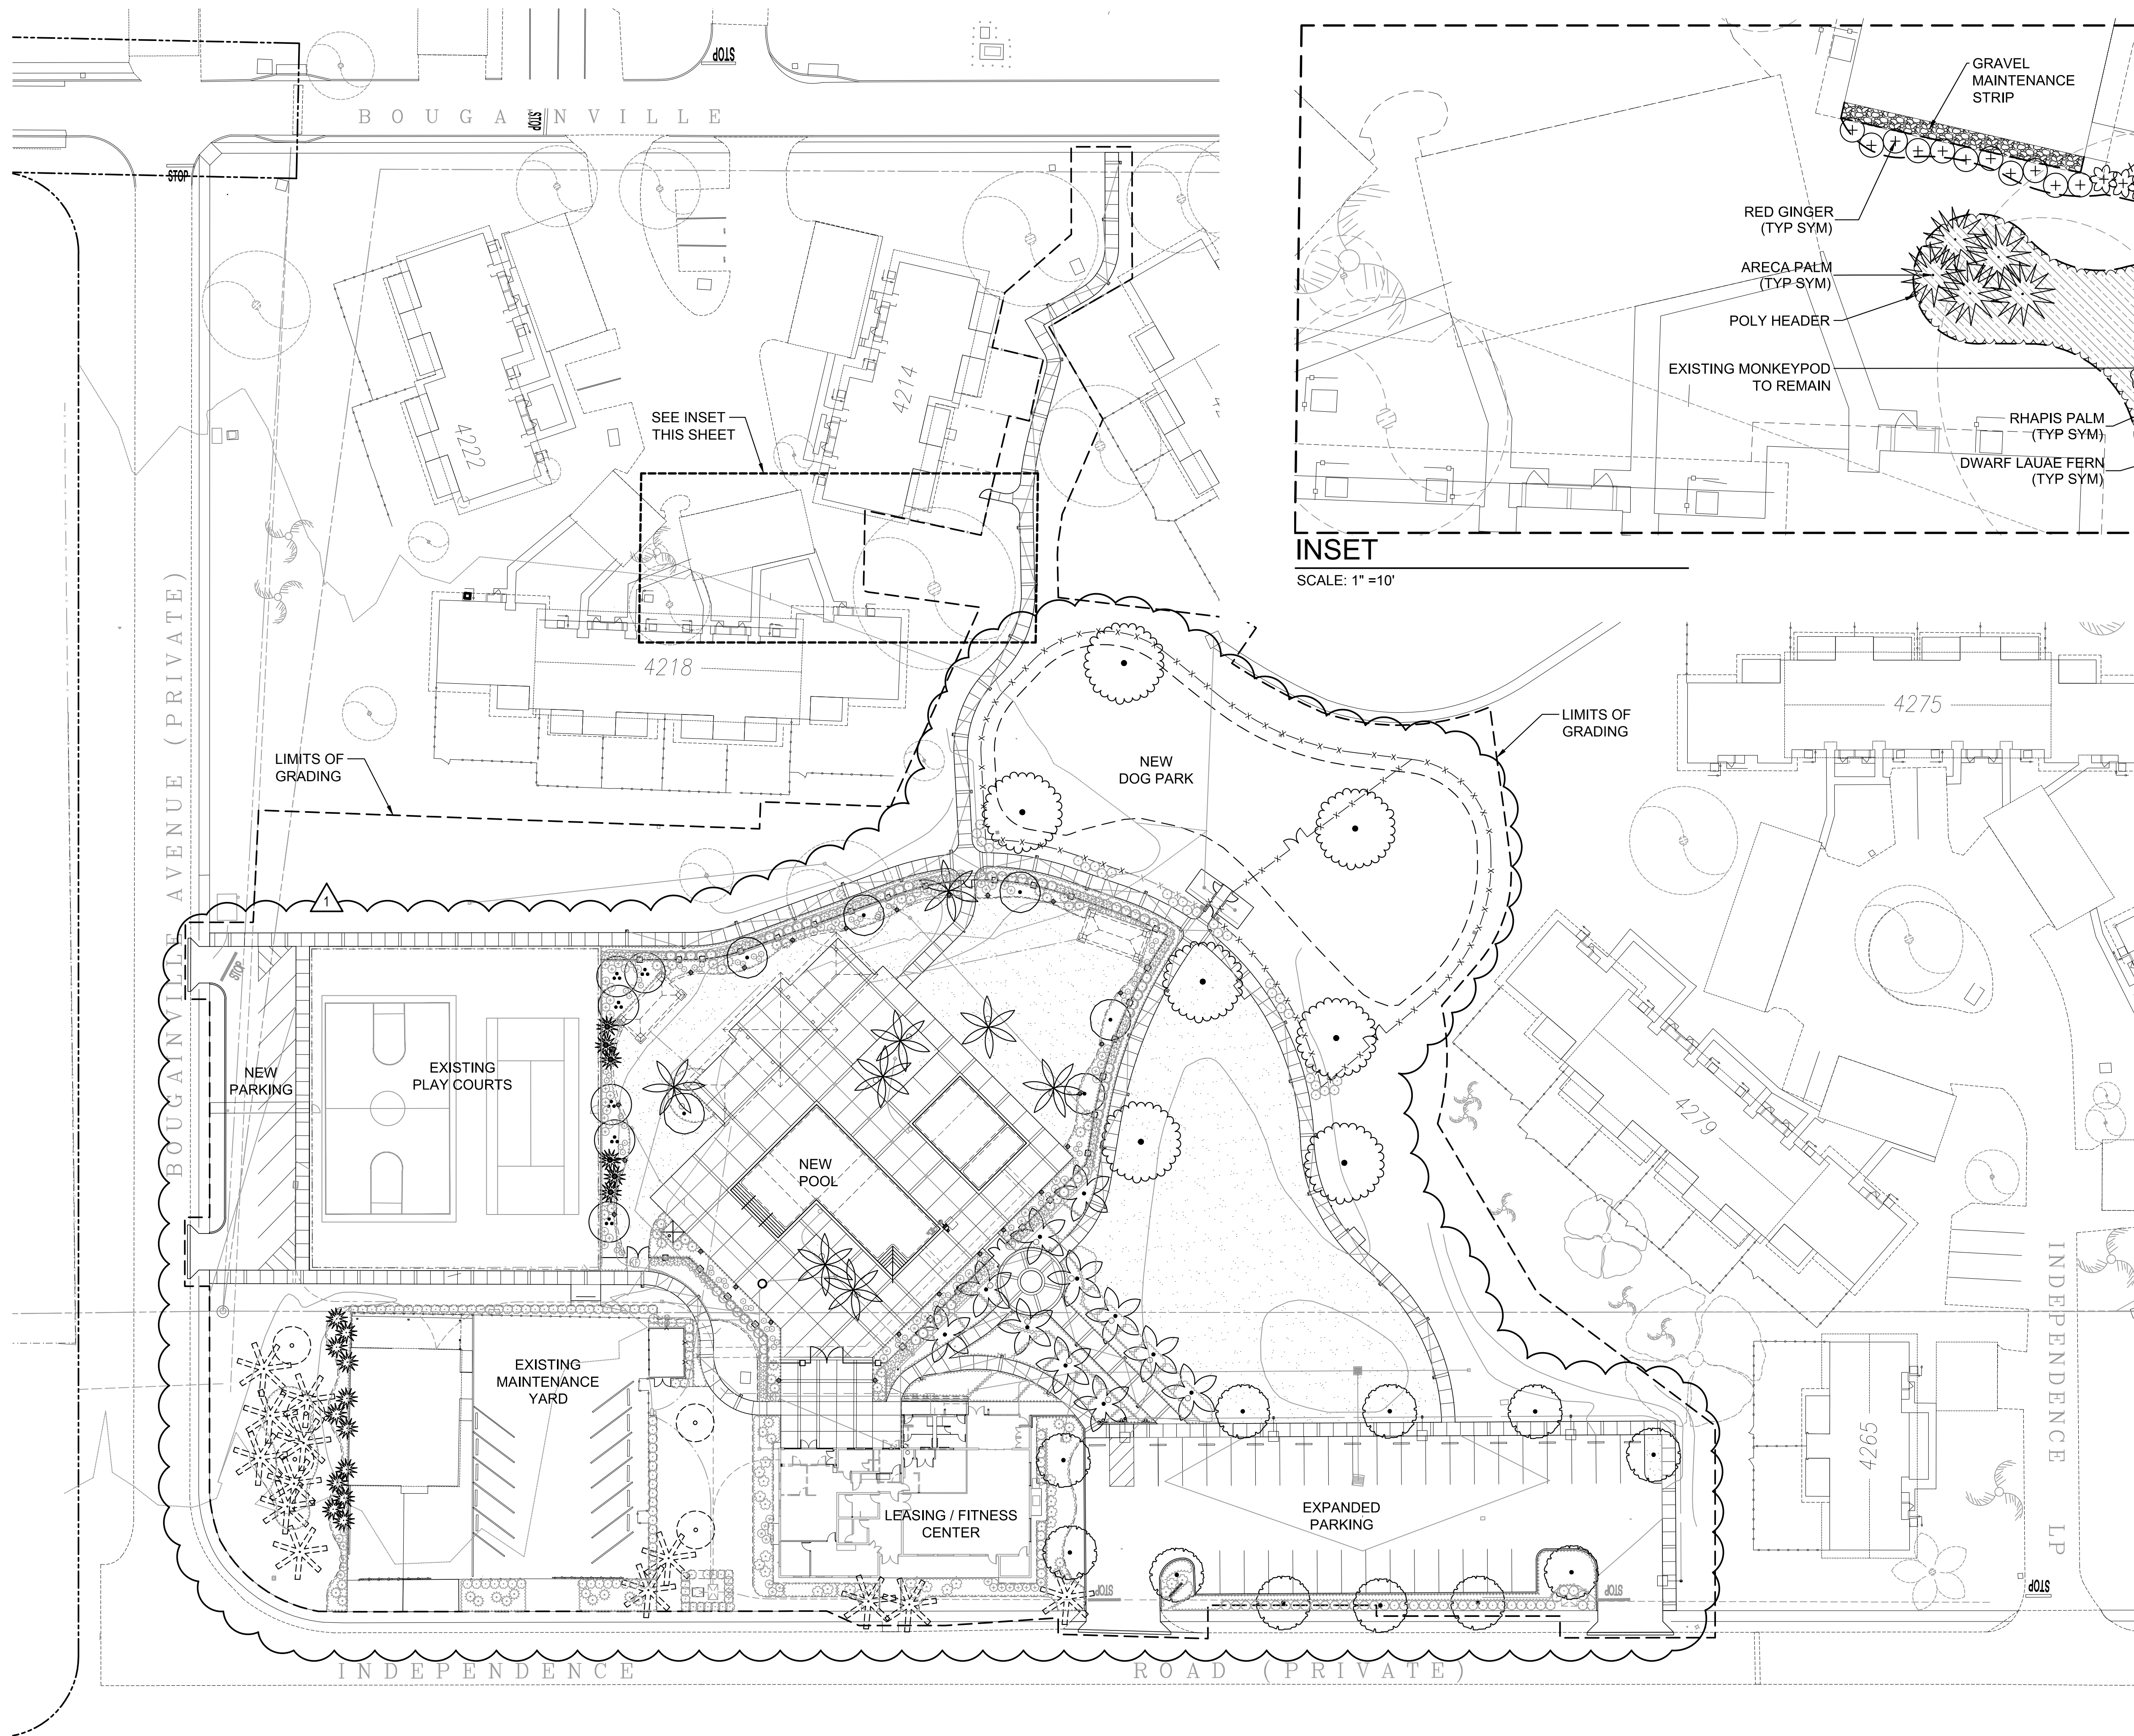 STOP
BOUGAINVILLE
STOP
STOP
GRAVEL
MAINTENANCE
STRIP
RED GINGER
(TYP SYM)
ARECA PALM
(TYP SYM)
POLY HEADER
EXISTING MONKEYPOD
TO REMAIN
RHAPIS PALM
(TYP SYM)
DWARF LAUAE FERN
(TYP SYM)
INSET
SCALE: 1" =10'
4222
4214
SEE INSET
THIS SHEET
4218
BOUGAINVILLE AVENUE (PRIVATE)
LIMITS OF
GRADING
NEW
DOG PARK
LIMITS OF
GRADING
4275
1
STOP
NEW
PARKING
EXISTING
PLAY COURTS
NEW
POOL
4279
EXISTING
MAINTENANCE
YARD
LEASING / FITNESS
CENTER
EXPANDED
PARKING
4265
INDEPENDENCE LP
STOP
STOP
STOP
INDEPENDENCE ROAD (PRIVATE)